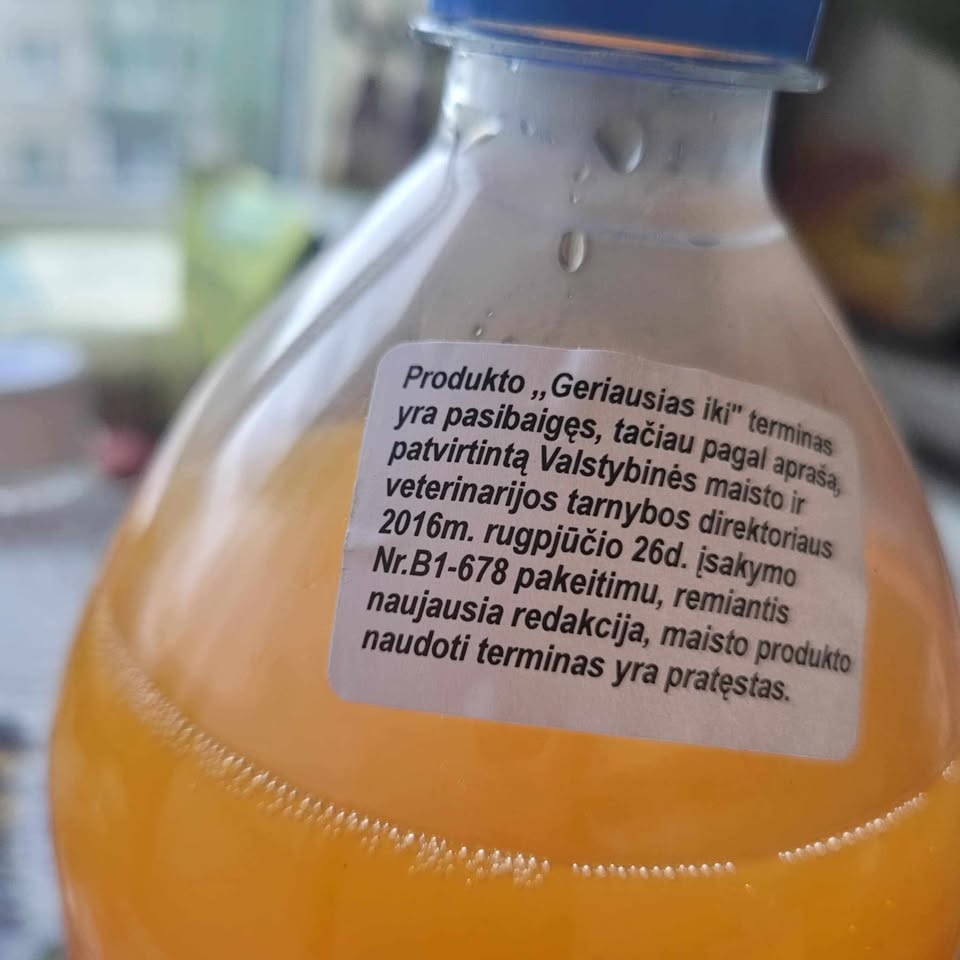 Produkto ,,Geriausias iki" terminas
yra pasibaigęs, tačiau pagal aprašą,
patvirtintą Valstybinės maisto ir
veterinarijos tarnybos direktoriaus
2016m. rugpjūčio 26d. įsakymo
Nr.B1-678 pakeitimu, remiantis
naujausia redakcija, maisto produkto
naudoti terminas yra pratęstas.